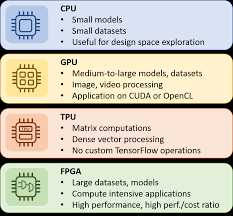 CPU
• Small models
• Small datasets
• Useful for design space exploration
GPU
• Medium-to-large models, datasets
• Image, video processing
• Application on CUDA or OpenCL
TPU
• Matrix computations
• Dense vector processing
• No custom TensorFlow operations
FPGA
• Large datasets, models
• Compute intensive applications
• High performance, high perf./cost ratio